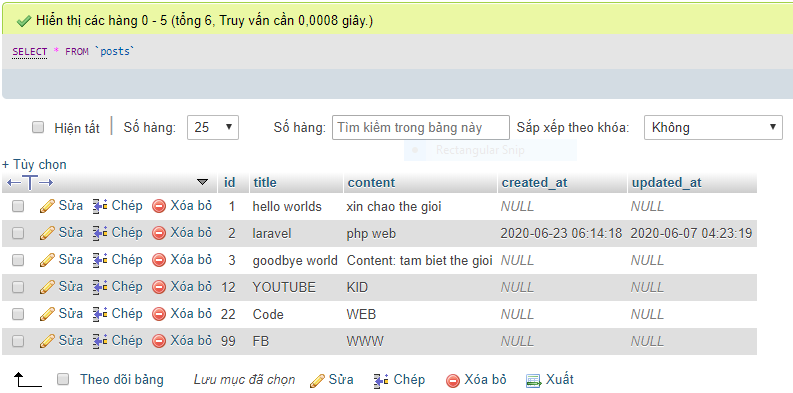 Hiển thị các hàng 0 - 5 (tổng 6, Truy vấn cần 0,0008 giây.)
SELECT * FROM `posts`
Hiện tất Số hàng: 25 Số hàng: Tìm kiếm trong bảng này Sắp xếp theo khóa: Không
Rectangular Snip
+ Tùy chọn
id title content created_at updated_at
Sửa Chép Xóa bỏ 1 hello worlds xin chao the gioi NULL NULL
Sửa Chép Xóa bỏ 2 laravel php web 2020-06-23 06:14:18 2020-06-07 04:23:19
Sửa Chép Xóa bỏ 3 goodbye world Content: tam biet the gioi NULL NULL
Sửa Chép Xóa bỏ 12 YOUTUBE KID NULL NULL
Sửa Chép Xóa bỏ 22 Code WEB NULL NULL
Sửa Chép Xóa bỏ 99 FB WWW NULL NULL
Theo dõi bảng Lưu mục đã chọn Sửa Chép Xóa bỏ Xuất